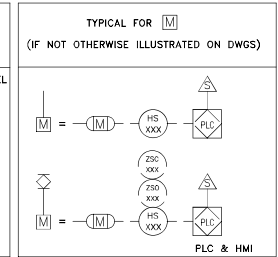 TYPICAL FOR M
(IF NOT OTHERWISE ILLUSTRATED ON DWGS)
EL
S
M = M HS XXX PLC
ZSC XXX
ZSO XXX
S
M = M HS XXX PLC
PLC & HMI